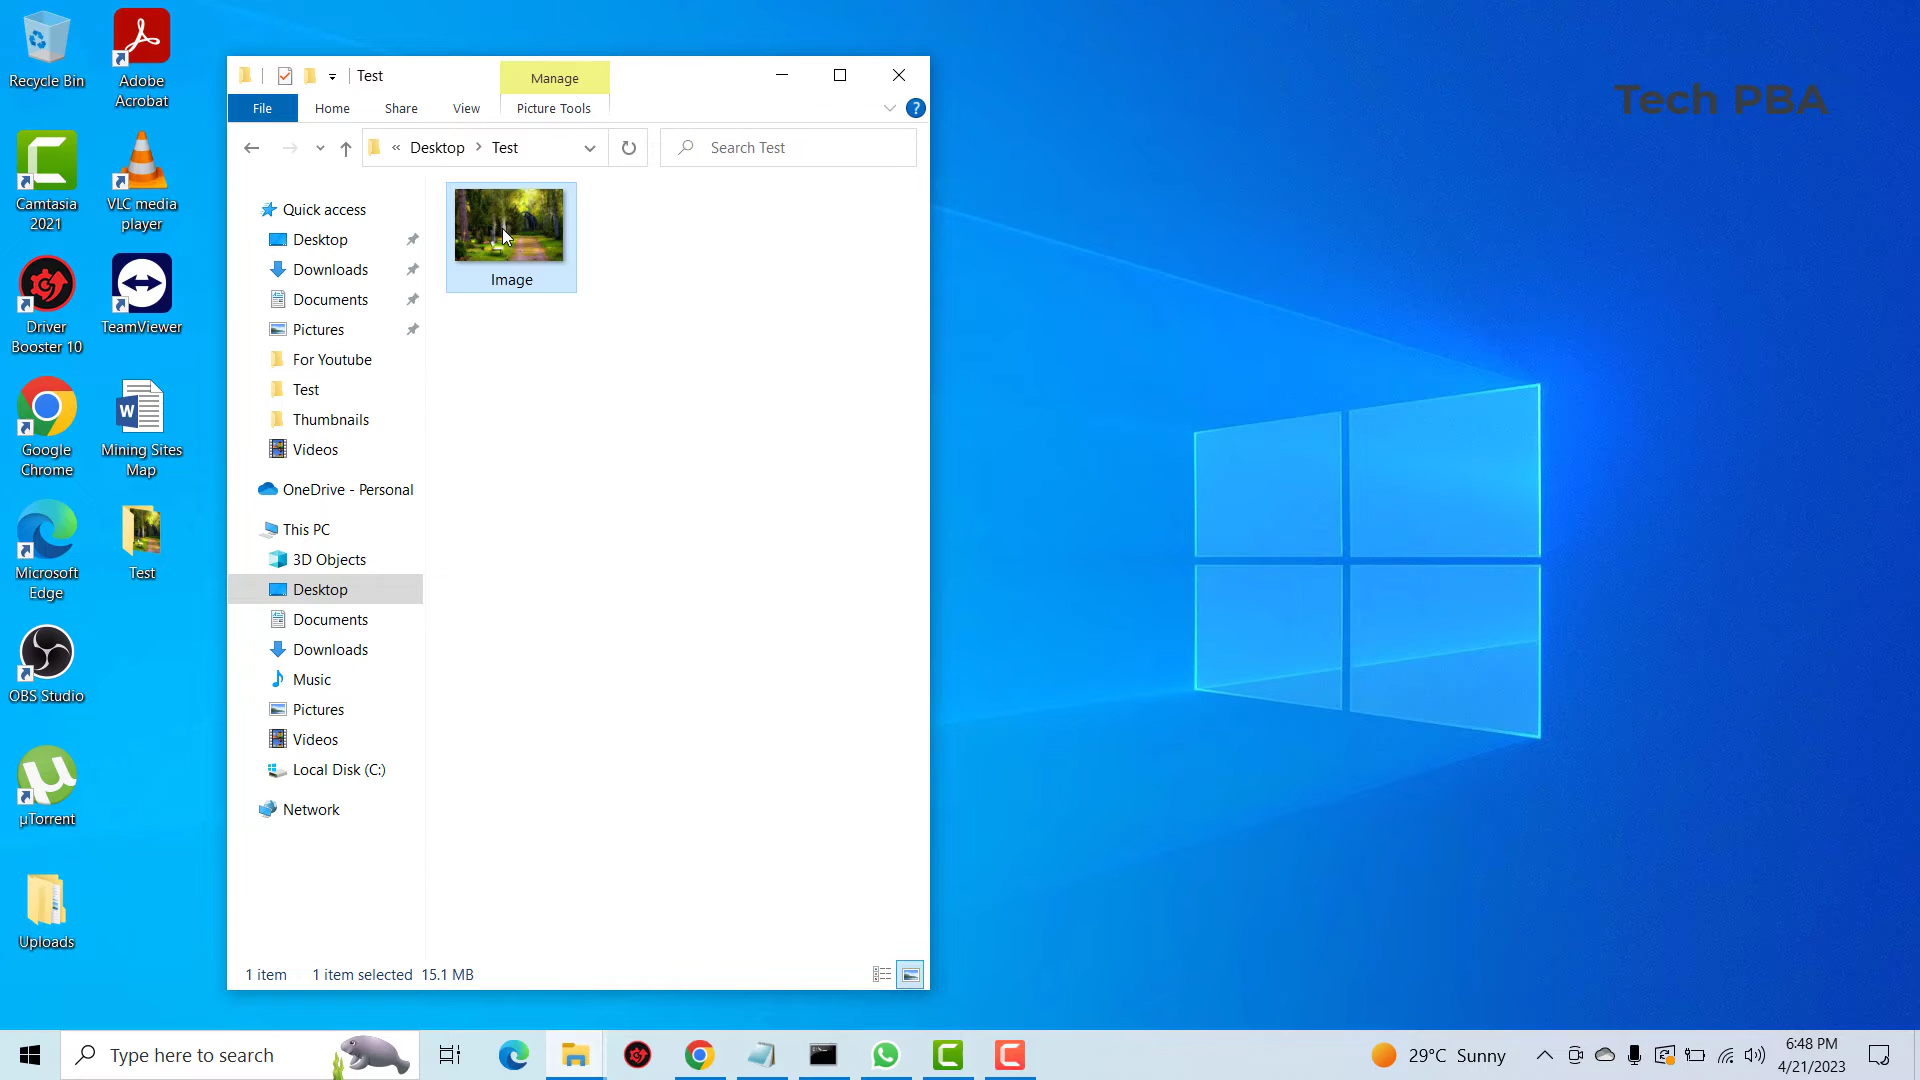 Recycle Bin
Adobe
Acrobat
Camtasia
2021
VLC media
player
Driver
Booster 10
TeamViewer
Google
Chrome
Mining Sites
Map
Microsoft
Edge
Test
OBS Studio
µTorrent
Uploads
Test
Manage
File
Home
Share
View
Picture Tools
?
« Desktop > Test
Search Test
Quick access
Desktop
Downloads
Documents
Pictures
For Youtube
Test
Thumbnails
Videos
OneDrive - Personal
This PC
3D Objects
Desktop
Documents
Downloads
Music
Pictures
Videos
Local Disk (C:)
Network
Image
1 item
1 item selected 15.1 MB
Tech PBA
Type here to search
29°C Sunny
6:48 PM
4/21/2023